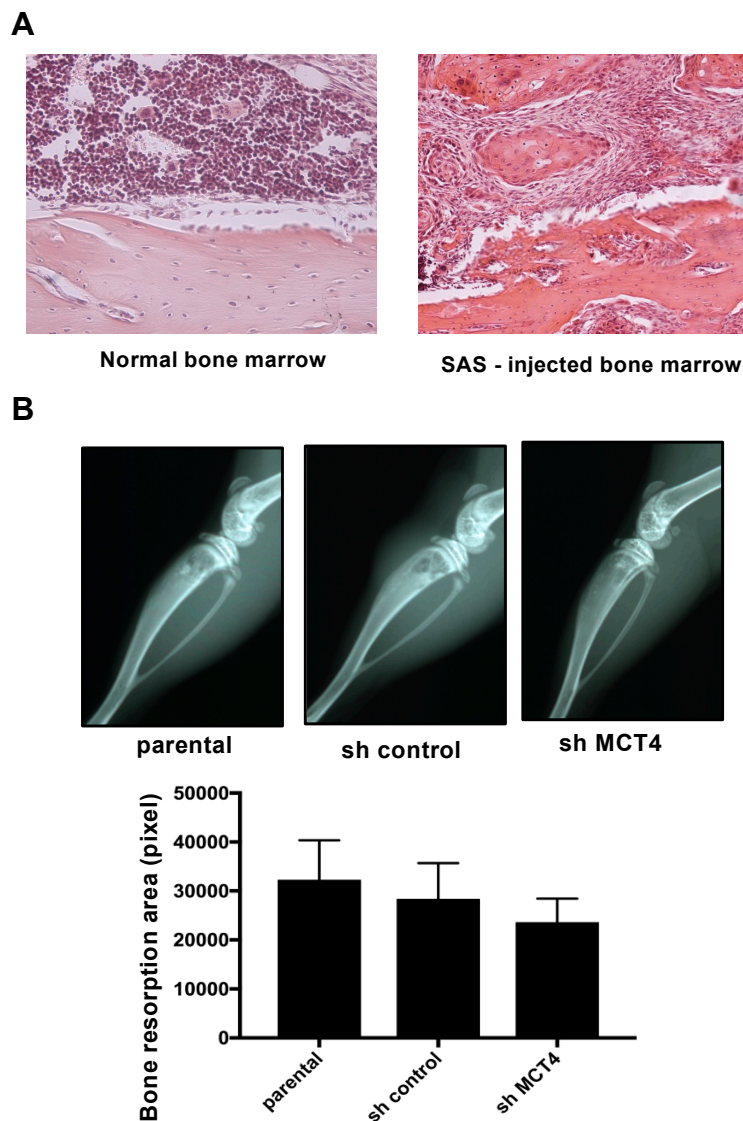 A
Normal bone marrow
SAS - injected bone marrow
B
parental
sh control
sh MCT4
Bone resorption area (pixel)
50000
40000
30000
20000
10000
0
parental
sh control
sh MCT4